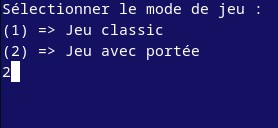 Sélectionner le mode de jeu :
(1) => Jeu classic
(2) => Jeu avec portée
2